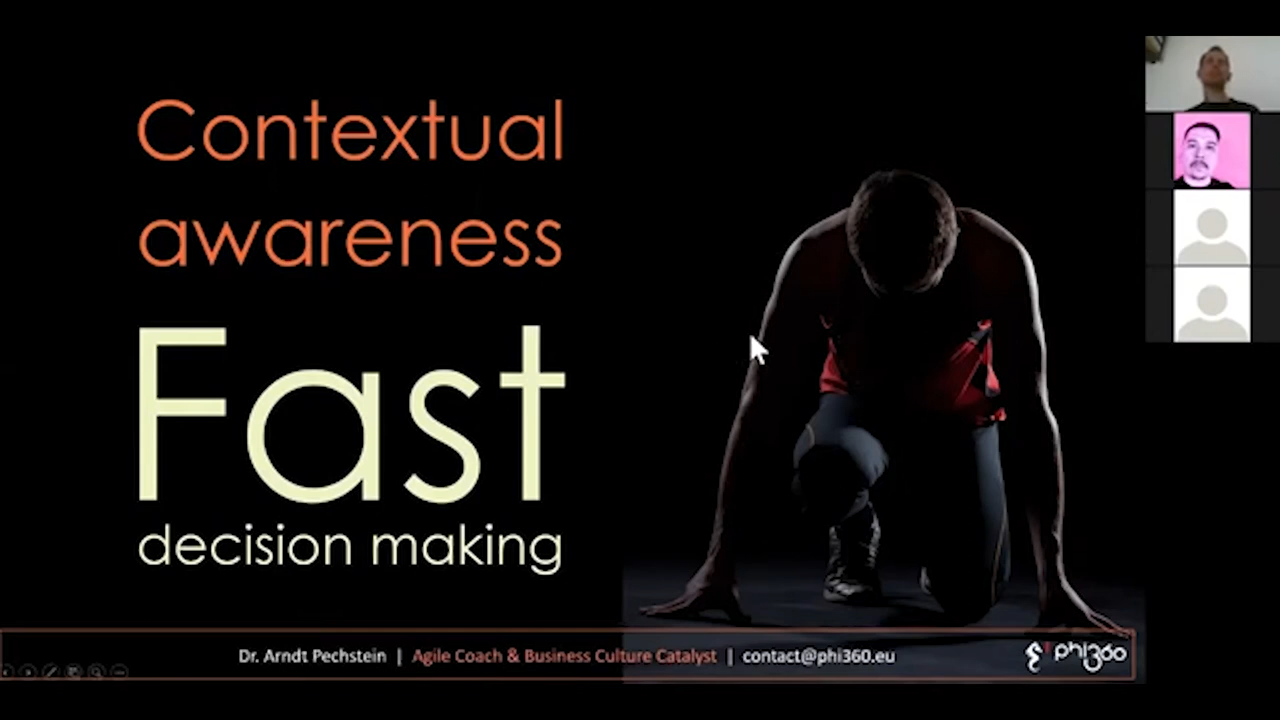 Contextual
awareness
Fast
decision making
Dr. Arndt Pechstein | Agile Coach & Business Culture Catalyst | contact@phi360.eu
phi360